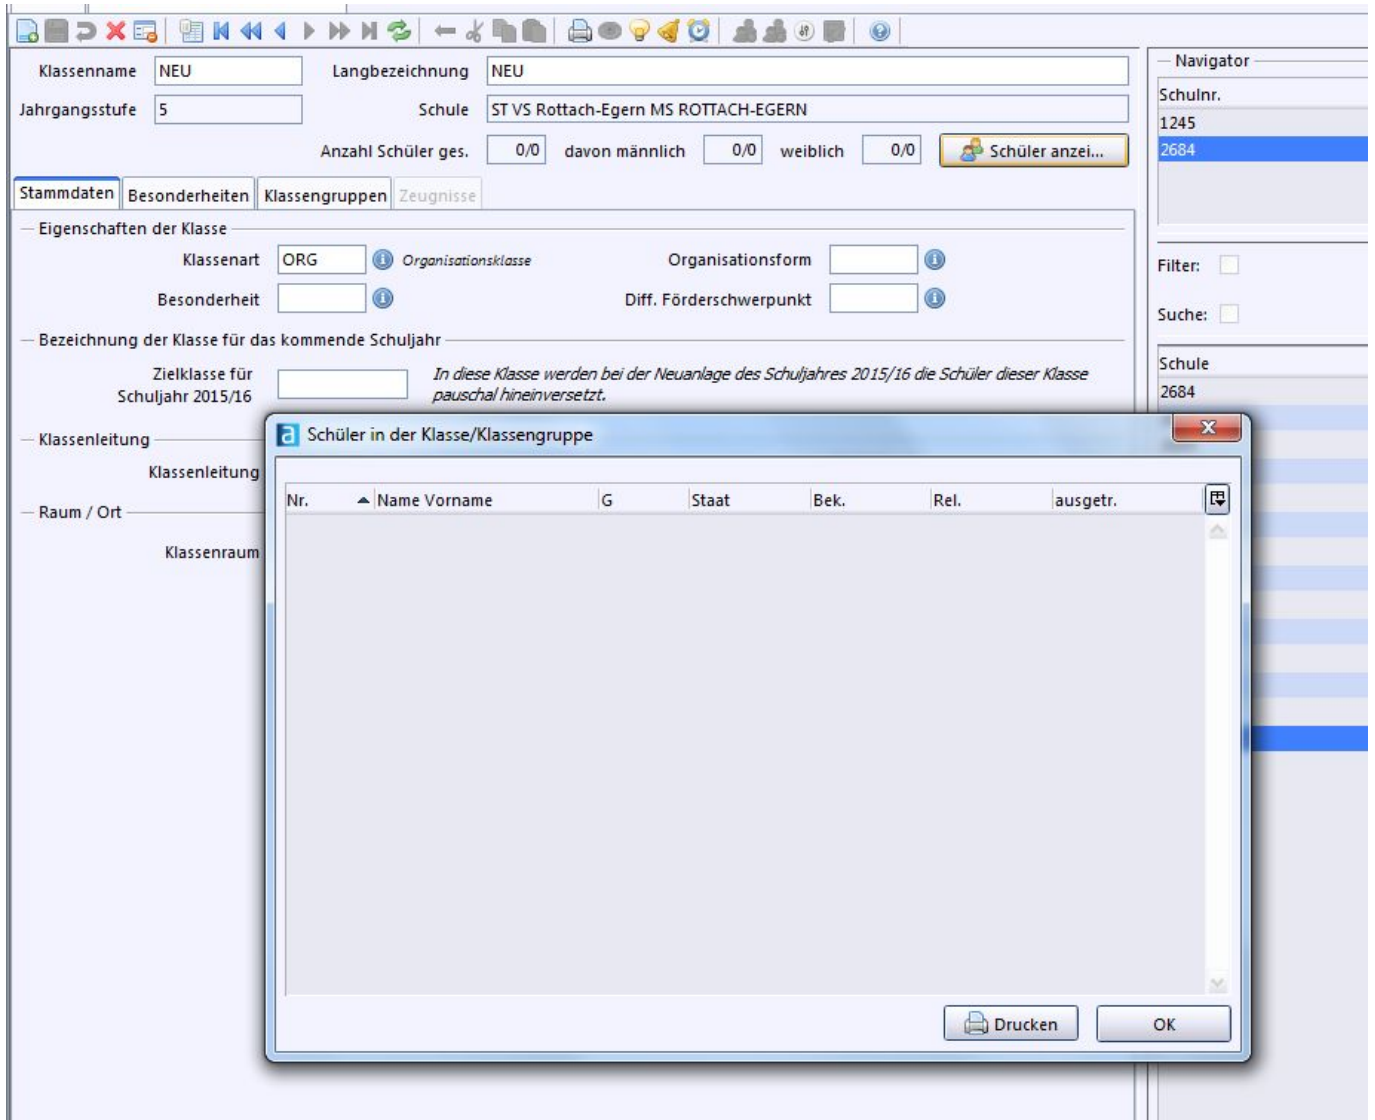 Klassenname NEU Langbezeichnung NEU
Jahrgangsstufe 5 Schule ST VS Rottach-Egern MS ROTTACH-EGERN
Anzahl Schüler ges. 0/0 davon männlich 0/0 weiblich 0/0 Schüler anzei...
Stammdaten Besonderheiten Klassengruppen Zeugnisse
Eigenschaften der Klasse
Klassenart ORG Organisationsklasse Organisationsform
Besonderheit Diff. Förderschwerpunkt
Bezeichnung der Klasse für das kommende Schuljahr
Zielklasse für
Schuljahr 2015/16
In diese Klasse werden bei der Neuanlage des Schuljahres 2015/16 die Schüler dieser Klasse
pauschal hineinversetzt.
Klassenleitung
Klassenleitung
Raum / Ort
Klassenraum
Schüler in der Klasse/Klassengruppe
Nr. Name Vorname G Staat Bek. Rel. ausgetr.
Drucken OK
Navigator
Schulnr.
1245
2684
Filter:
Suche:
Schule
2684